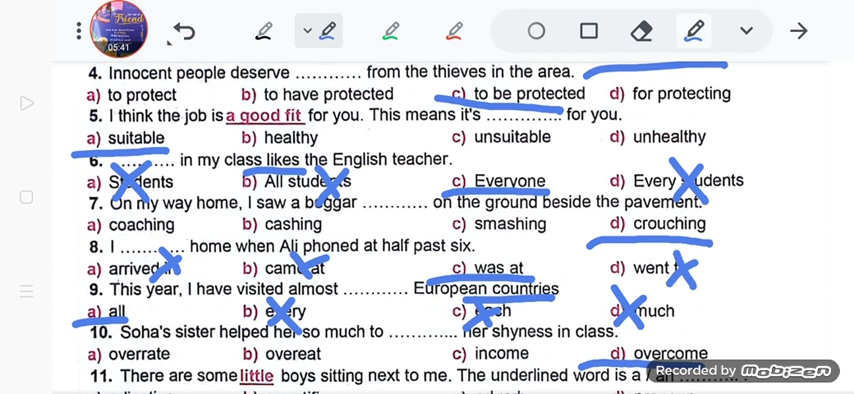 Friend
05:41
4. Innocent people deserve ............ from the thieves in the area.
a) to protect b) to have protected c) to be protected d) for protecting
5. I think the job is a good fit for you. This means it's .............. for you.
a) suitable b) healthy c) unsuitable d) unhealthy
6. ............ in my class likes the English teacher.
a) Students b) All students c) Everyone d) Every students
7. On my way home, I saw a beggar ............ on the ground beside the pavement.
a) coaching b) cashing c) smashing d) crouching
8. I ............ home when Ali phoned at half past six.
a) arrived in b) came at c) was at d) went
9. This year, I have visited almost ............ European countries
a) all b) every c) each d) much
10. Soha's sister helped her so much to ............. her shyness in class.
a) overrate b) overeat c) income d) overcome
11. There are some little boys sitting next to me. The underlined word is a / an
Recorded by mobizen